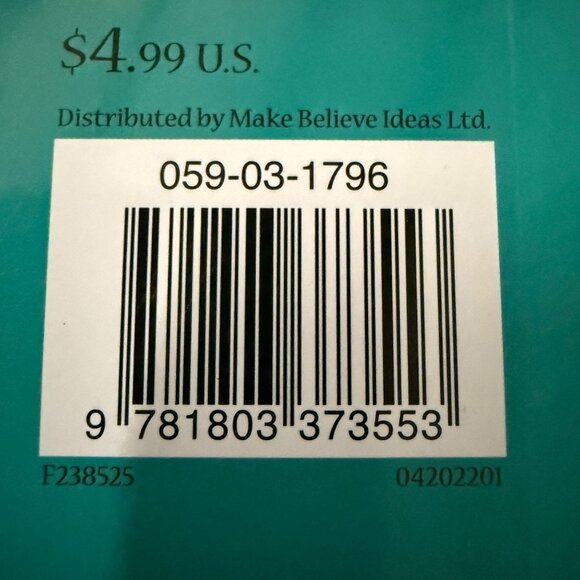 $4.99 U.S.
Distributed by Make Believe Ideas Ltd.
059-03-1796
9 781803 373553
F238525 04202201